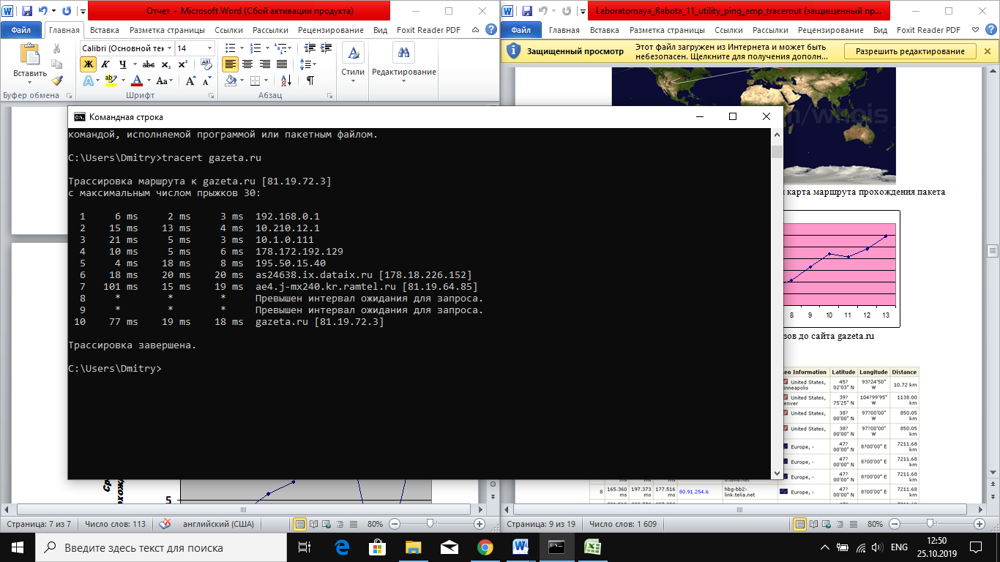 Отчет - Microsoft Word (Сбой активации продукта)
Файл Главная Вставка Разметка страницы Ссылки Рассылки Рецензирование Вид Foxit Reader PDF
Calibri (Основной тек 14
Вставить
Ж К Ч abc x₂ x²
Стили Редактирование
Буфер обмена Шрифт Абзац
Laboratornaya_Rabota_11_utility_ping_arp_tracerout (защищенный пр...
Файл Главная Вставка Разметка страницы Ссылки Рассылки Рецензирование Вид Foxit Reader PDF
Защищенный просмотр Этот файл загружен из Интернета и может быть
небезопасен. Щелкните для получения дополн...
Разрешить редактирование
Командная строка
командой, исполняемой программой или пакетным файлом.
C:\Users\Dmitry>tracert gazeta.ru
Трассировка маршрута к gazeta.ru [81.19.72.3]
с максимальным числом прыжков 30:
1 6 ms 2 ms 3 ms 192.168.0.1
2 15 ms 13 ms 4 ms 10.210.12.1
3 21 ms 5 ms 3 ms 10.1.0.111
4 10 ms 5 ms 6 ms 178.172.192.129
5 4 ms 18 ms 8 ms 195.50.15.40
6 18 ms 20 ms 20 ms as24638.ix.dataix.ru [178.18.226.152]
7 101 ms 15 ms 19 ms ae4.j-mx240.kr.ramtel.ru [81.19.64.85]
8 * * * Превышен интервал ожидания для запроса.
9 * * * Превышен интервал ожидания для запроса.
10 77 ms 19 ms 18 ms gazeta.ru [81.19.72.3]
Трассировка завершена.
C:\Users\Dmitry>
карта маршрута прохождения пакета
8 9 10 11 12 13
до сайта gazeta.ru
Information Latitude Longitude Distance
United States, 45? 02'03" N 93?24'50" W 10.72 km
United States, 39? 75'25" N 104?99'95" W 1138.00 km
United States, 38? 00'00" N 97?00'00" W 850.05 km
United States, 38? 00'00" N 97?00'00" W 850.05 km
Europe, - 47? 00'00" N 8?00'00" E 7211.68 km
Europe, - 47? 00'00" N 8?00'00" E 7211.68 km
Europe, - 47? 00'00" N 8?00'00" E 7211.68 km
8 165.360 ms 197.373 ms 177.516 ms 80.91.254.6 hbg-bb2-link.telia.net Europe, - 47? 00'00" N 8?00'00" E 7211.68 km
5
Страница: 7 из 7 Число слов: 113 английский (США) 80%
Страница: 9 из 19 Число слов: 1 609 80%
Введите здесь текст для поиска
ENG
12:50
25.10.2019